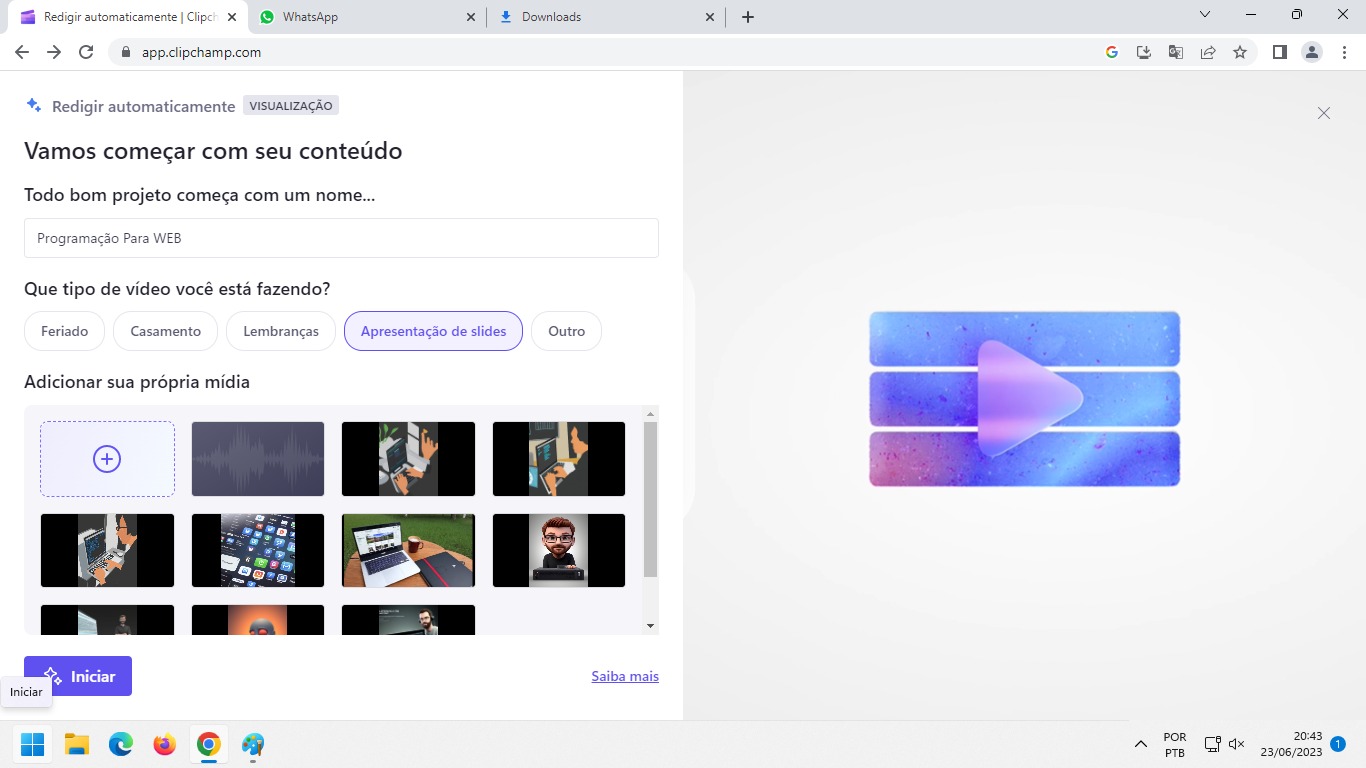 Redigir automaticamente | Clipch
WhatsApp
Downloads
app.clipchamp.com
Redigir automaticamente VISUALIZAÇÃO
Vamos começar com seu conteúdo
Todo bom projeto começa com um nome...
Programação Para WEB
Que tipo de vídeo você está fazendo?
Feriado Casamento Lembranças Apresentação de slides Outro
Adicionar sua própria mídia
Iniciar
Saiba mais
Iniciar
POR
PTB
20:43
23/06/2023
1